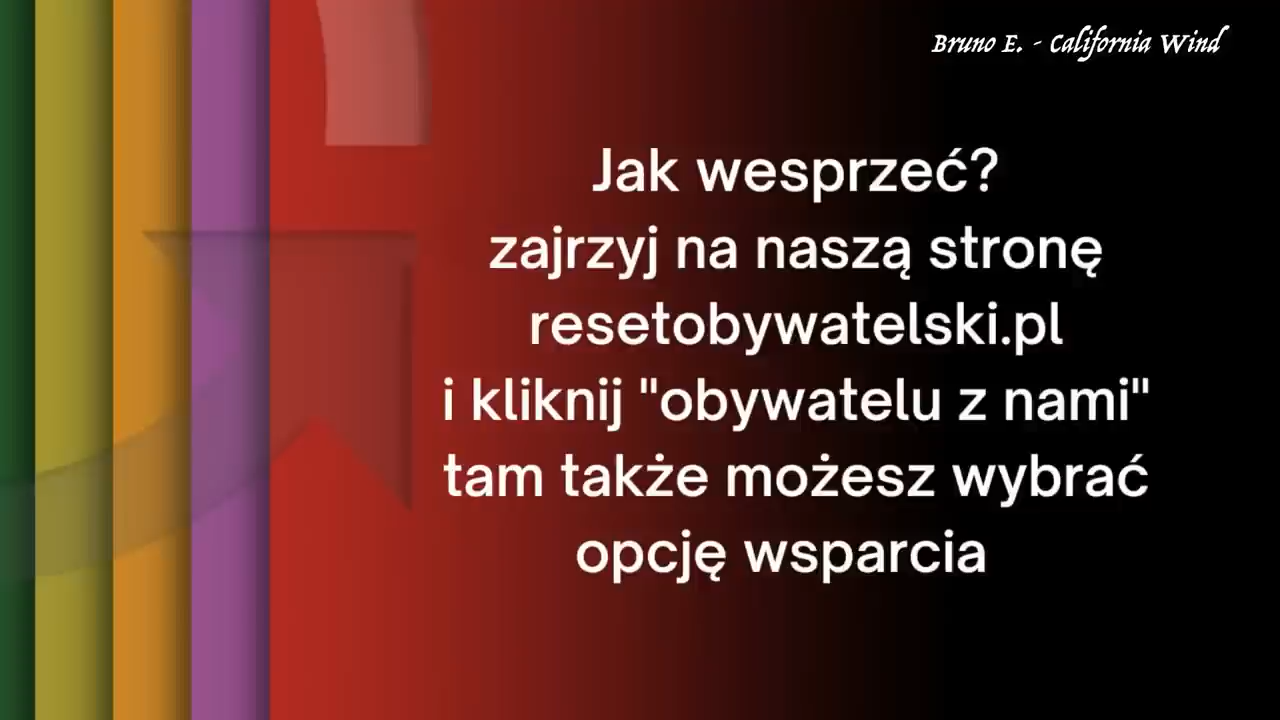 Bruno E. - California Wind
Jak wesprzeć?
zajrzyj na naszą stronę
resetobywatelski.pl
i kliknij "obywatelu z nami"
tam także możesz wybrać
opcję wsparcia